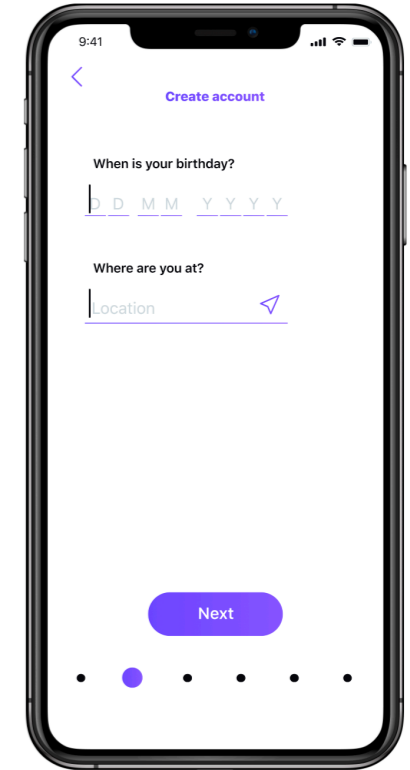 9:41
Create account
When is your birthday?
D D M M Y Y Y Y
Where are you at?
Location
Next